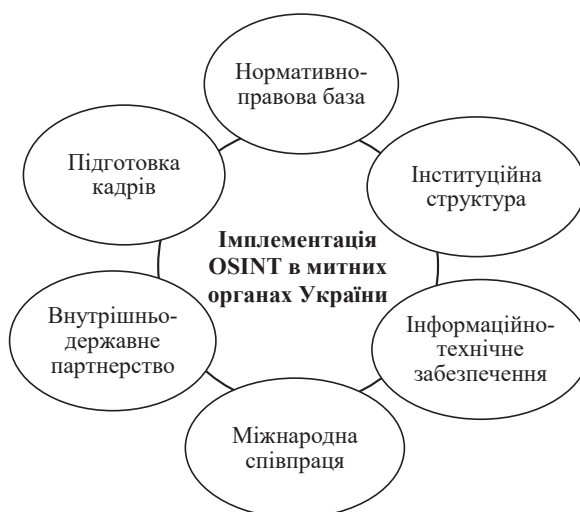 Нормативно-
правова база
Підготовка
кадрів
Інституційна
структура
Імплементація
OSINT в митних
органах України
Внутрішньо-
державне
партнерство
Інформаційно-
технічне
забезпечення
Міжнародна
співпраця